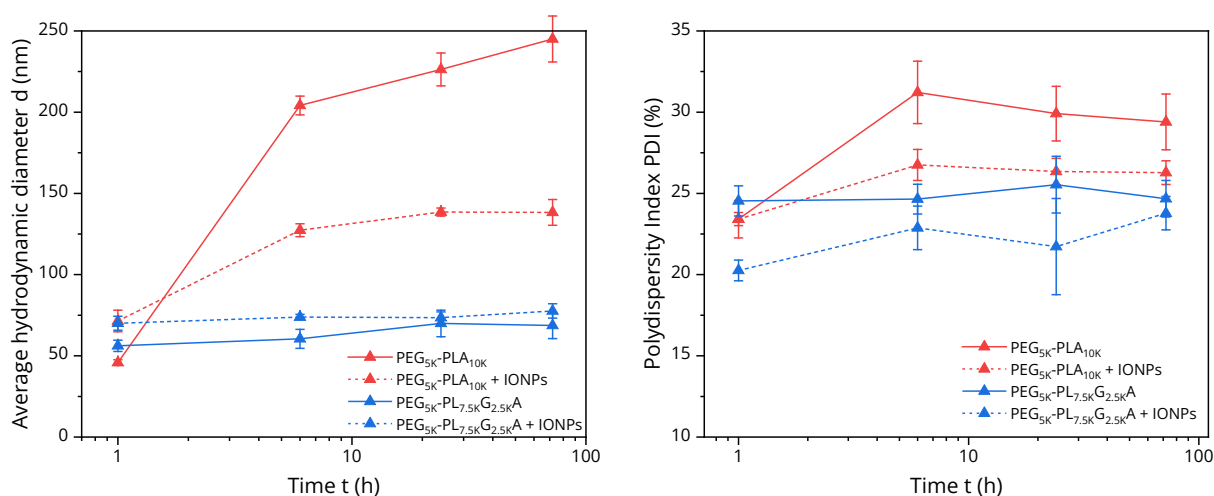 250
200
150
100
50
0
Average hydrodynamic diameter d (nm)
1
10
100
Time t (h)
PEG5K-PLA10K
PEG5K-PLA10K + IONPs
PEG5K-PL7.5KG2.5KA
PEG5K-PL7.5KG2.5KA + IONPs
35
30
25
20
15
10
Polydispersity Index PDI (%)
1
10
100
Time t (h)
PEG5K-PLA10K
PEG5K-PLA10K + IONPs
PEG5K-PL7.5KG2.5KA
PEG5K-PL7.5KG2.5KA + IONPs